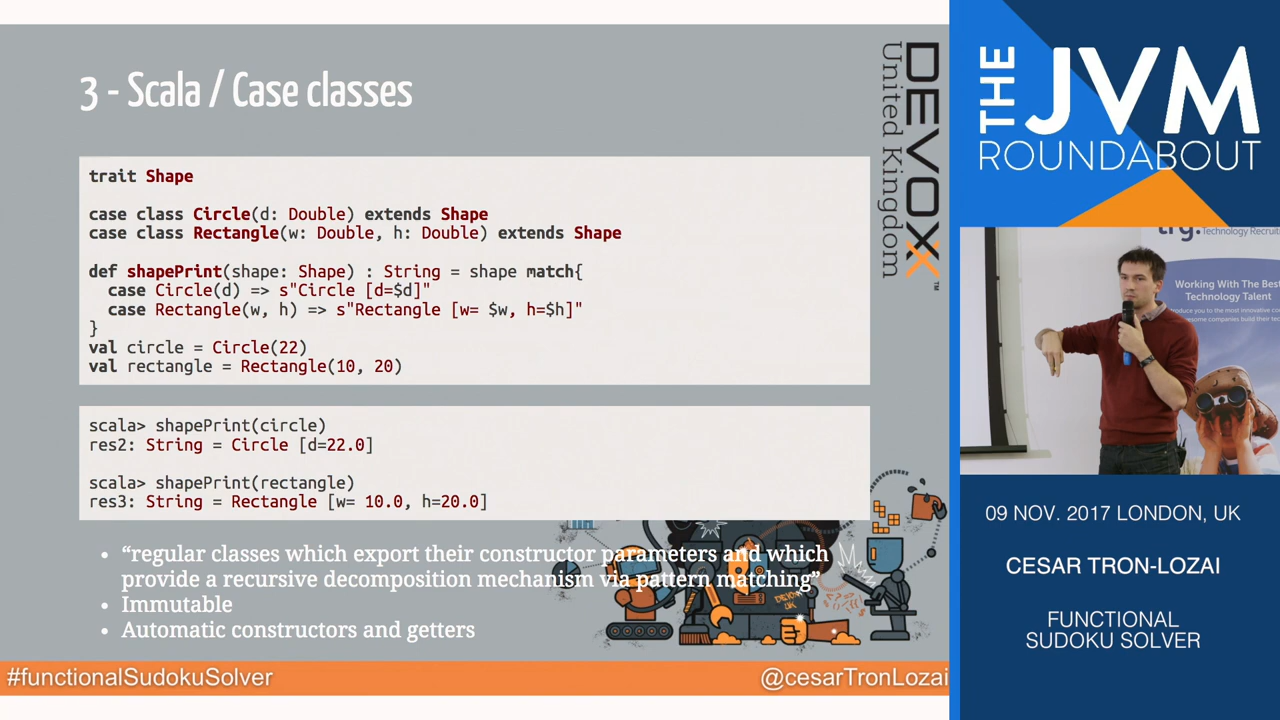 3 - Scala / Case classes
trait Shape
case class Circle(d: Double) extends Shape
case class Rectangle(w: Double, h: Double) extends Shape
def shapePrint(shape: Shape) : String = shape match{
case Circle(d) => s"Circle [d=$d]"
case Rectangle(w, h) => s"Rectangle [w= $w, h=$h]"
}
val circle = Circle(22)
val rectangle = Rectangle(10, 20)
scala> shapePrint(circle)
res2: String = Circle [d=22.0]
scala> shapePrint(rectangle)
res3: String = Rectangle [w= 10.0, h=20.0]
• “regular classes which export their constructor parameters and which
provide a recursive decomposition mechanism via pattern matching”
• Immutable
• Automatic constructors and getters
#functionalSudokuSolver
@cesarTronLozai
DEVOXX™
United Kingdom
THE JVM
ROUNDABOUT
Technology
Working With The Best
Technology Talent
09 NOV. 2017 LONDON, UK
CESAR TRON-LOZAI
FUNCTIONAL
SUDOKU SOLVER